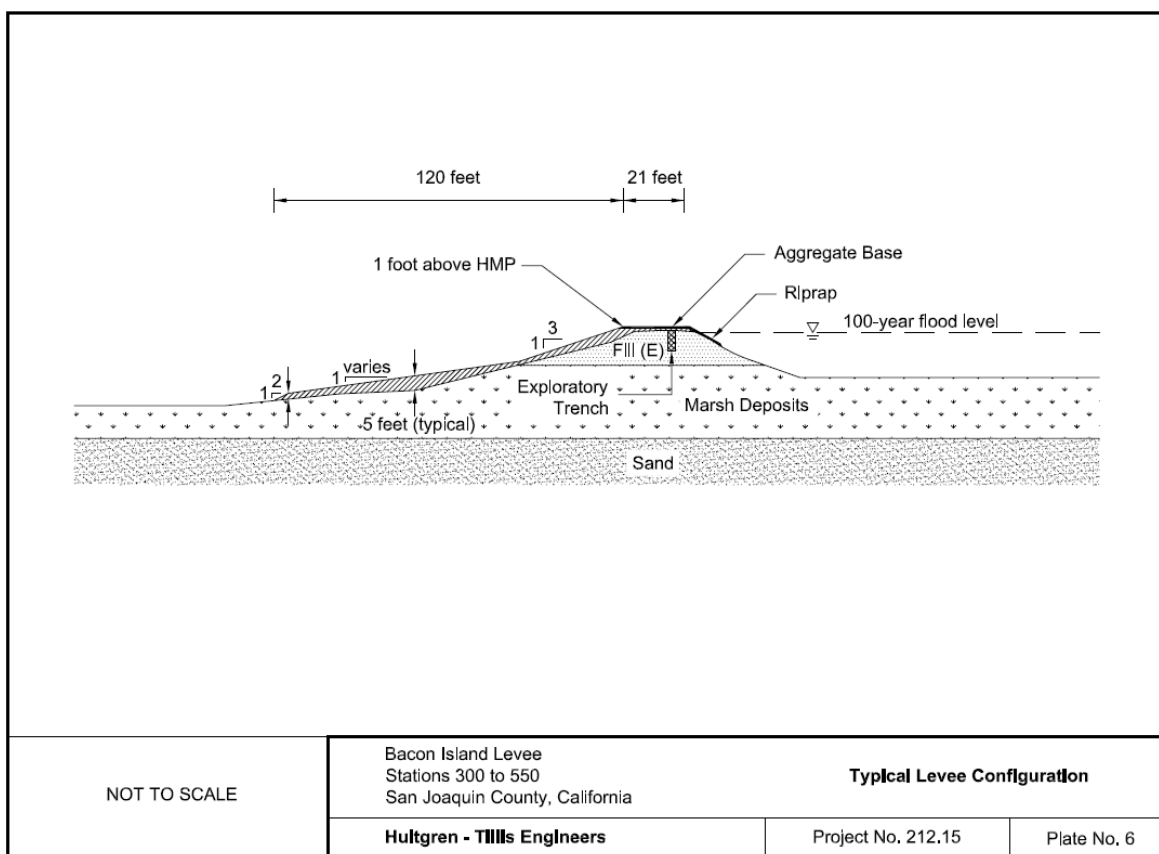 120 feet
21 feet
1 foot above HMP
Aggregate Base
Riprap
100-year flood level
3
1
Fill (E)
varies
1
2
1
Exploratory
Trench
Marsh Deposits
5 feet (typical)
Sand
NOT TO SCALE
Bacon Island Levee
Stations 300 to 550
San Joaquin County, California
Typical Levee Configuration
Hultgren - Tillis Engineers
Project No. 212.15
Plate No. 6